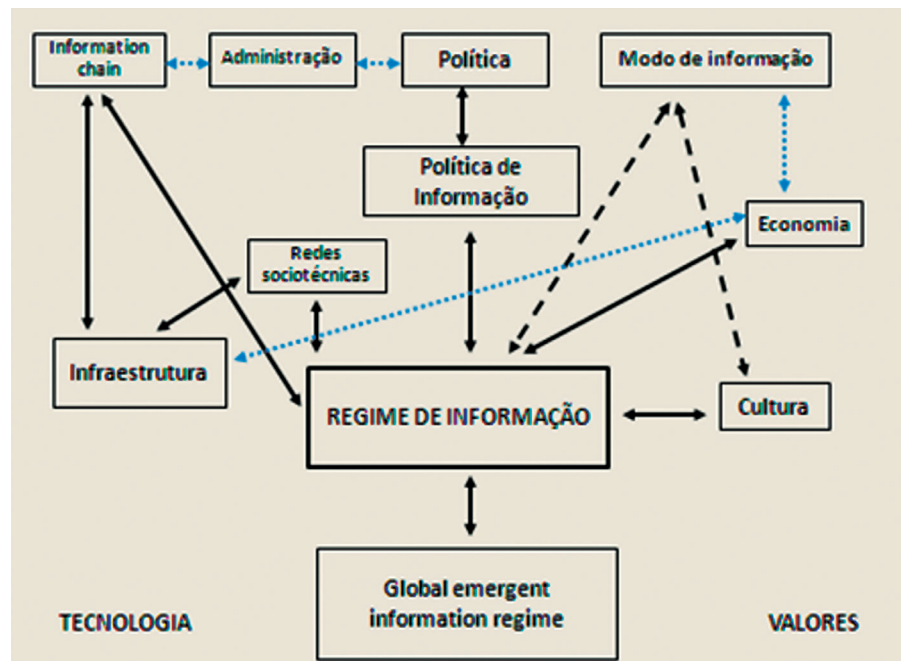 Information
chain
Administração
Política
Modo de informação
Política de
Informação
Economia
Redes
sociotécnicas
Infraestrutura
REGIME DE INFORMAÇÃO
Cultura
Global emergent
information regime
TECNOLOGIA
VALORES